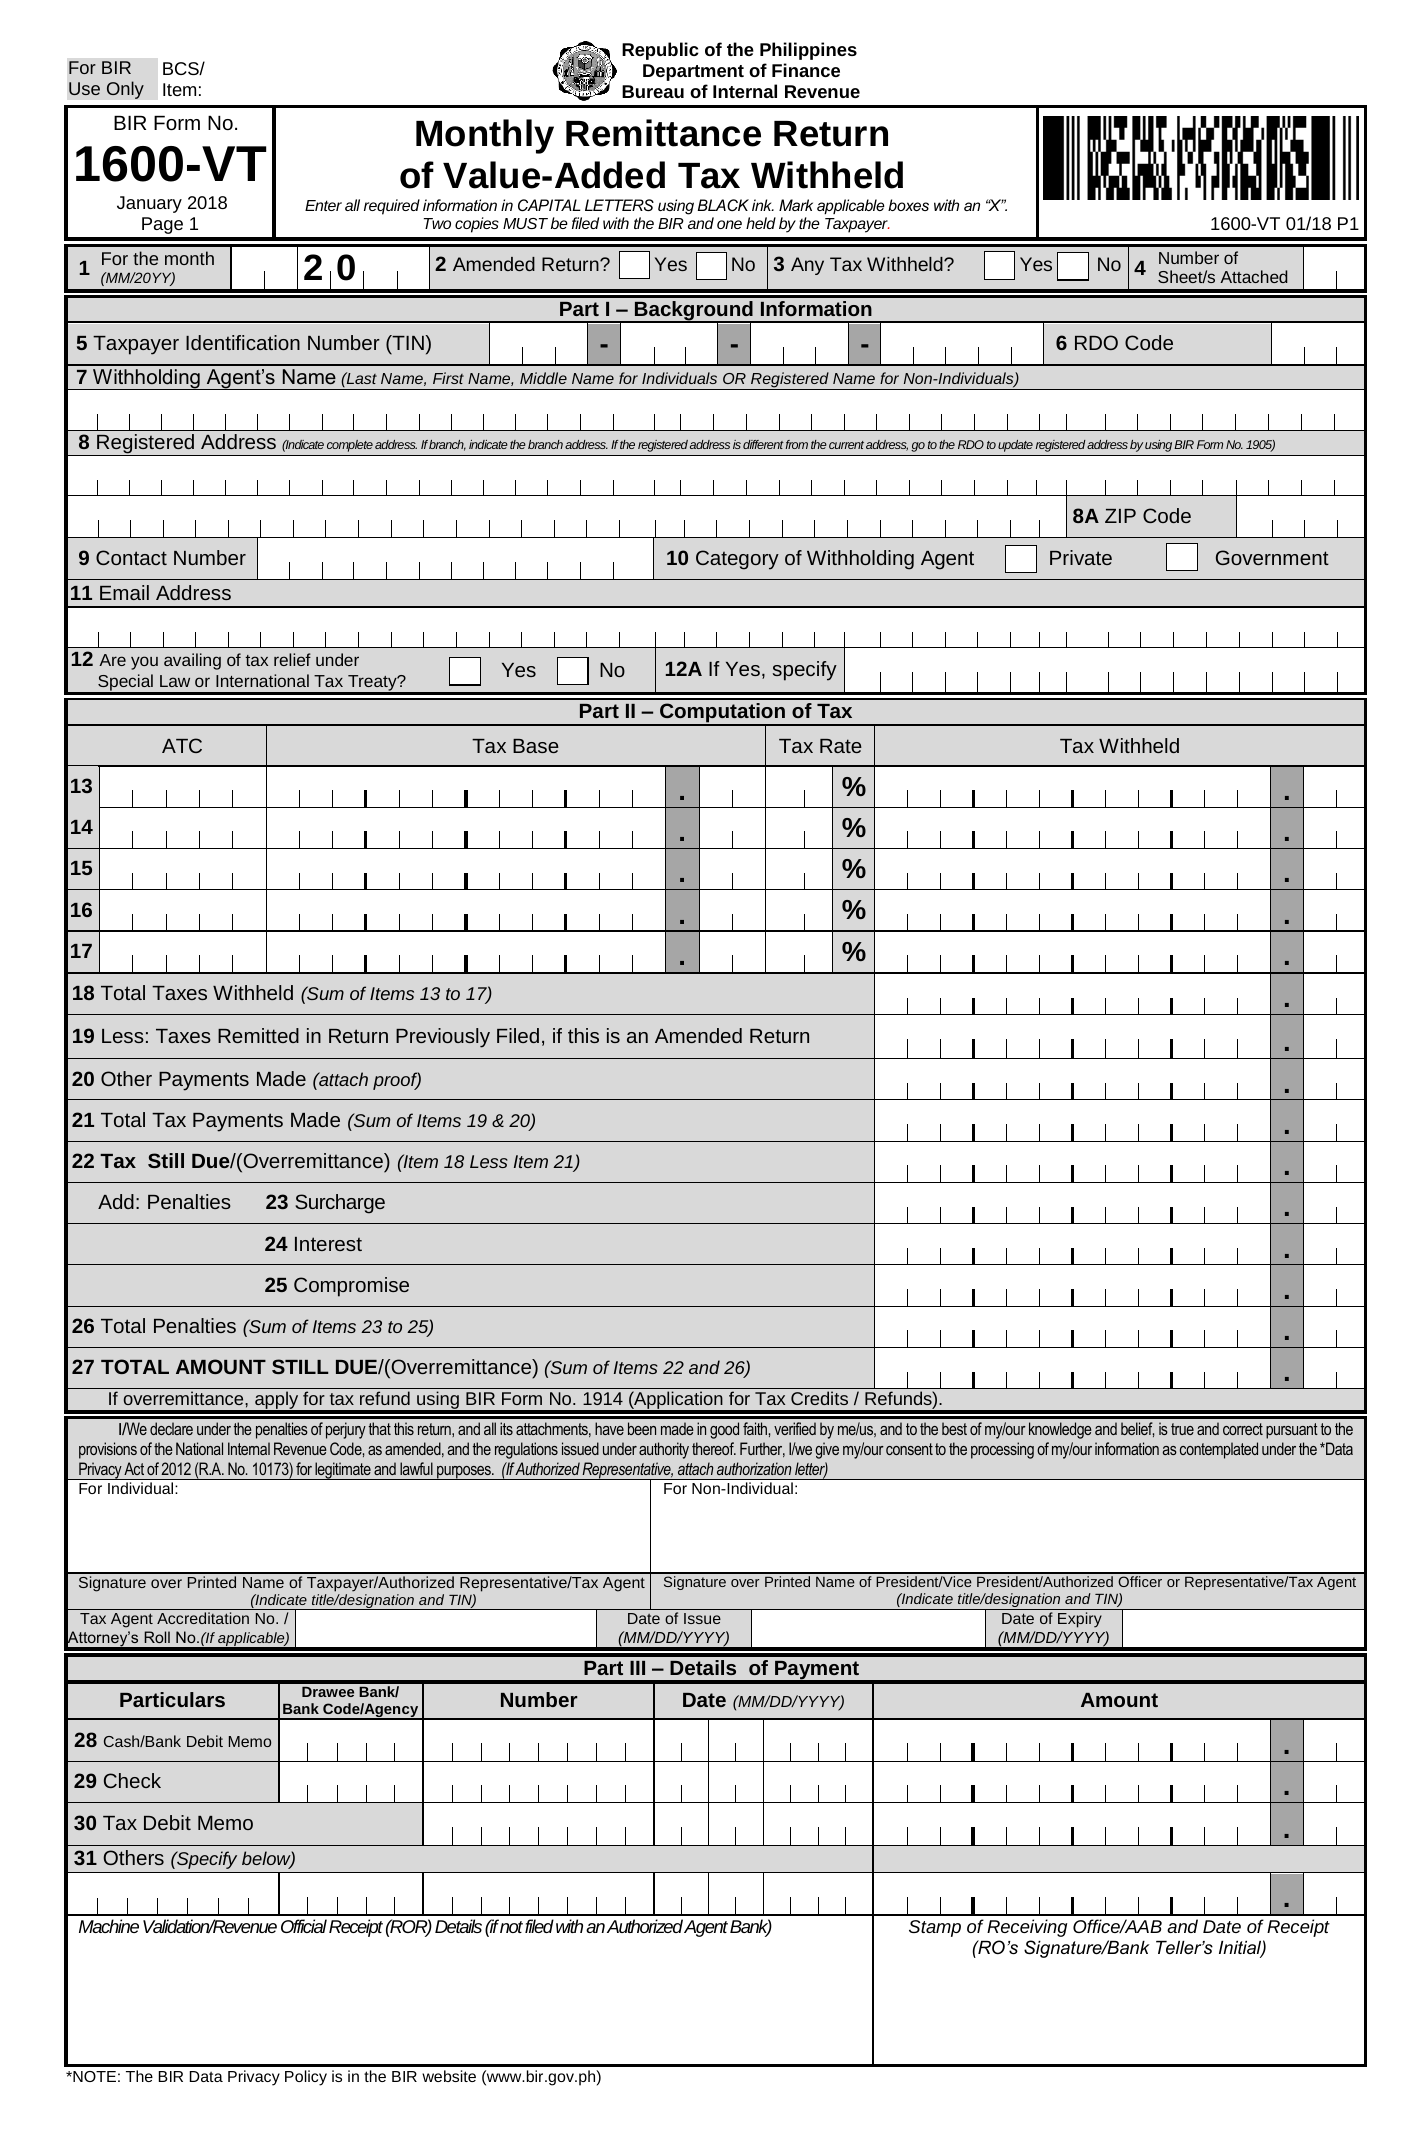 For BIR
Use Only
BCS/
Item:
Republic of the Philippines
Department of Finance
Bureau of Internal Revenue
BIR Form No.
1600-VT
January 2018
Page 1
Monthly Remittance Return
of Value-Added Tax Withheld
Enter all required information in CAPITAL LETTERS using BLACK ink. Mark applicable boxes with an “X”.
Two copies MUST be filed with the BIR and one held by the Taxpayer.
1600-VT 01/18 P1
1 For the month
(MM/20YY)
2 0
2 Amended Return? Yes No
3 Any Tax Withheld? Yes No
4 Number of
Sheet/s Attached
Part I – Background Information
5 Taxpayer Identification Number (TIN) - - - 6 RDO Code
7 Withholding Agent’s Name (Last Name, First Name, Middle Name for Individuals OR Registered Name for Non-Individuals)
8 Registered Address (Indicate complete address. If branch, indicate the branch address. If the registered address is different from the current address, go to the RDO to update registered address by using BIR Form No. 1905)
8A ZIP Code
9 Contact Number 10 Category of Withholding Agent Private Government
11 Email Address
12 Are you availing of tax relief under
Special Law or International Tax Treaty?
Yes No 12A If Yes, specify
Part II – Computation of Tax
ATC Tax Base Tax Rate Tax Withheld
13 . % .
14 . % .
15 . % .
16 . % .
17 . % .
18 Total Taxes Withheld (Sum of Items 13 to 17) .
19 Less: Taxes Remitted in Return Previously Filed, if this is an Amended Return .
20 Other Payments Made (attach proof) .
21 Total Tax Payments Made (Sum of Items 19 & 20) .
22 Tax Still Due/(Overremittance) (Item 18 Less Item 21) .
Add: Penalties 23 Surcharge .
24 Interest .
25 Compromise .
26 Total Penalties (Sum of Items 23 to 25) .
27 TOTAL AMOUNT STILL DUE/(Overremittance) (Sum of Items 22 and 26) .
If overremittance, apply for tax refund using BIR Form No. 1914 (Application for Tax Credits / Refunds).
I/We declare under the penalties of perjury that this return, and all its attachments, have been made in good faith, verified by me/us, and to the best of my/our knowledge and belief, is true and correct pursuant to the
provisions of the National Internal Revenue Code, as amended, and the regulations issued under authority thereof. Further, I/we give my/our consent to the processing of my/our information as contemplated under the *Data
Privacy Act of 2012 (R.A. No. 10173) for legitimate and lawful purposes. (If Authorized Representative, attach authorization letter)
For Individual: For Non-Individual:
Signature over Printed Name of Taxpayer/Authorized Representative/Tax Agent
(Indicate title/designation and TIN)
Signature over Printed Name of President/Vice President/Authorized Officer or Representative/Tax Agent
(Indicate title/designation and TIN)
Tax Agent Accreditation No. /
Attorney’s Roll No.(If applicable)
Date of Issue
(MM/DD/YYYY)
Date of Expiry
(MM/DD/YYYY)
Part III – Details of Payment
Particulars
Drawee Bank/
Bank Code/Agency
Number Date (MM/DD/YYYY) Amount
28 Cash/Bank Debit Memo .
29 Check .
30 Tax Debit Memo .
31 Others (Specify below)
.
Machine Validation/Revenue Official Receipt (ROR) Details (if not filed with an Authorized Agent Bank)
Stamp of Receiving Office/AAB and Date of Receipt
(RO’s Signature/Bank Teller’s Initial)
*NOTE: The BIR Data Privacy Policy is in the BIR website (www.bir.gov.ph)